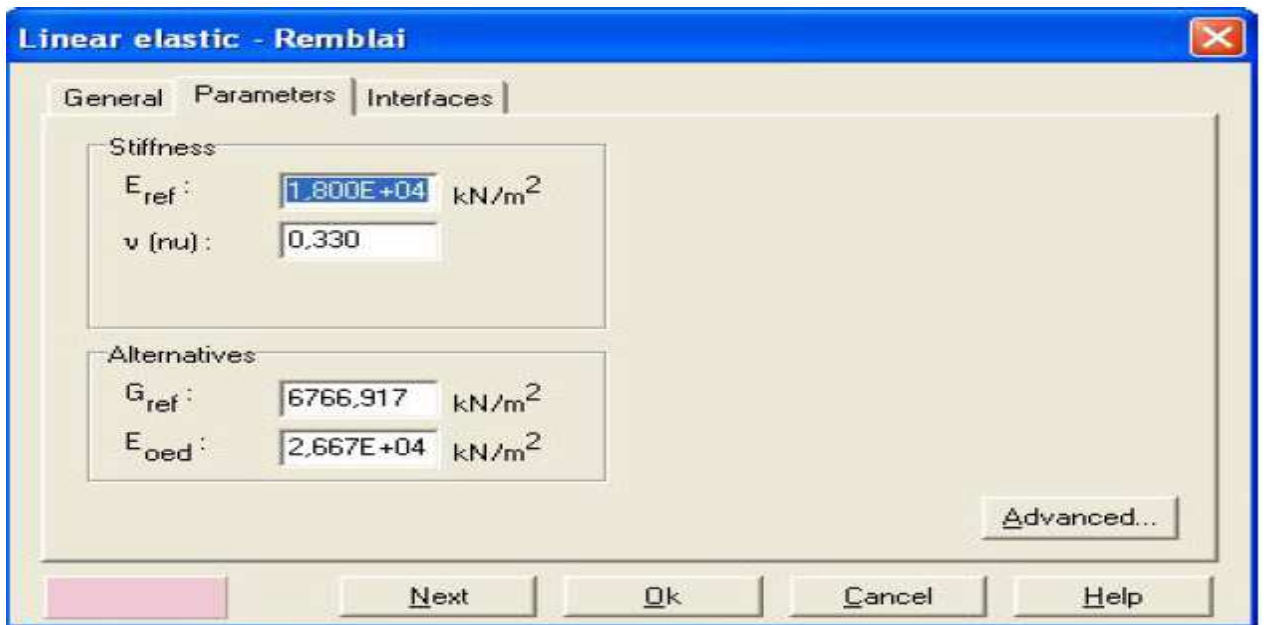 Linear elastic - Remblai
General Parameters Interfaces
Stiffness
E ref : 1,800E+04 kN/m2
ν (nu) : 0,330
Alternatives
G ref : 6766,917 kN/m2
E oed : 2,667E+04 kN/m2
Advanced...
Next Ok Cancel Help